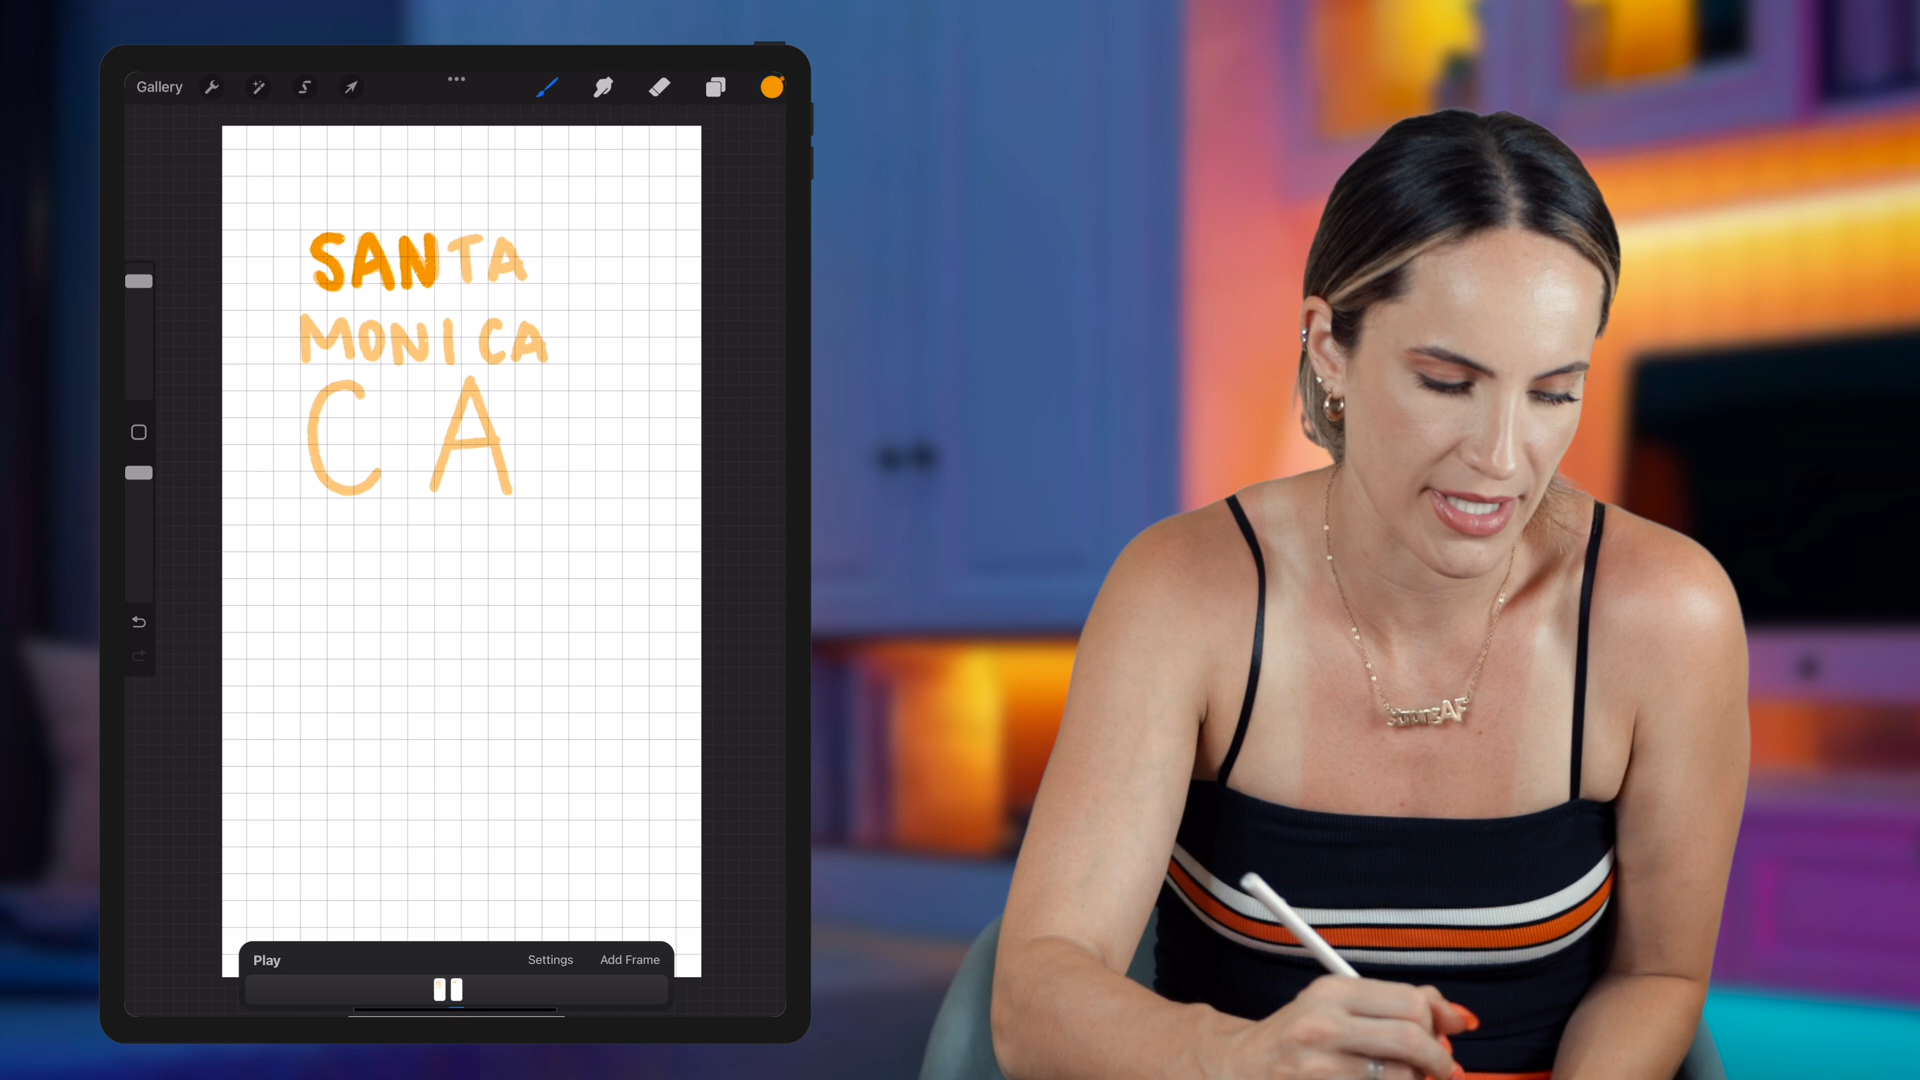 Gallery
SANTA
MONICA
CA
Play Settings Add Frame